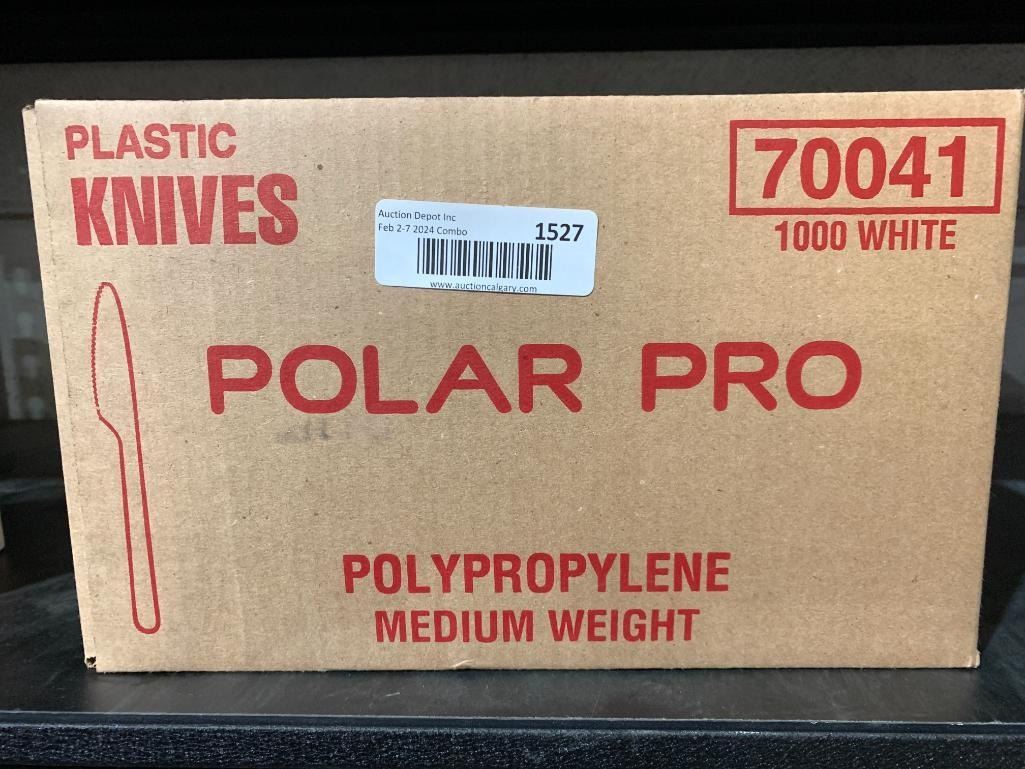 PLASTIC
KNIVES
70041
1000 WHITE
Auction Depot Inc
Feb 2-7 2024 Combo
1527
www.auctioncalgary.com
POLAR PRO
POLYPROPYLENE
MEDIUM WEIGHT